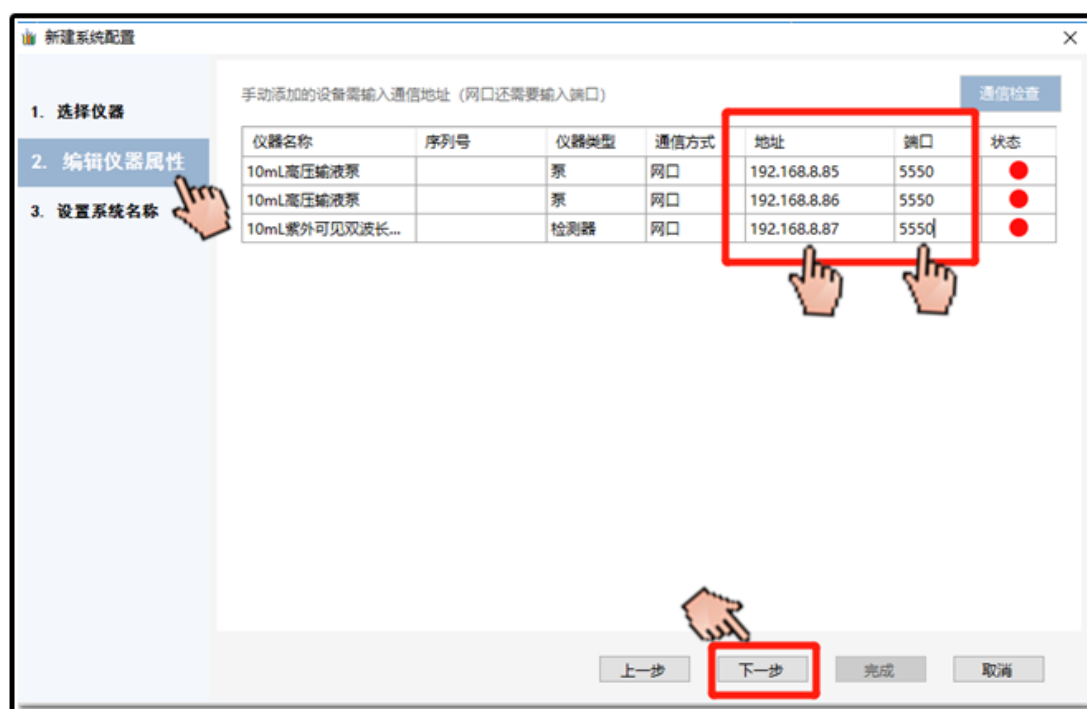 新建系统配置
手动添加的设备需输入通信地址（网口还需要输入端口）
通信检查
1. 选择仪器
2. 编辑仪器属性
3. 设置系统名称
仪器名称 序列号 仪器类型 通信方式 地址 端口 状态
10mL高压输液泵 泵 网口 192.168.8.85 5550
10mL高压输液泵 泵 网口 192.168.8.86 5550
10mL紫外可见双波长... 检测器 网口 192.168.8.87 5550
上一步 下一步 完成 取消